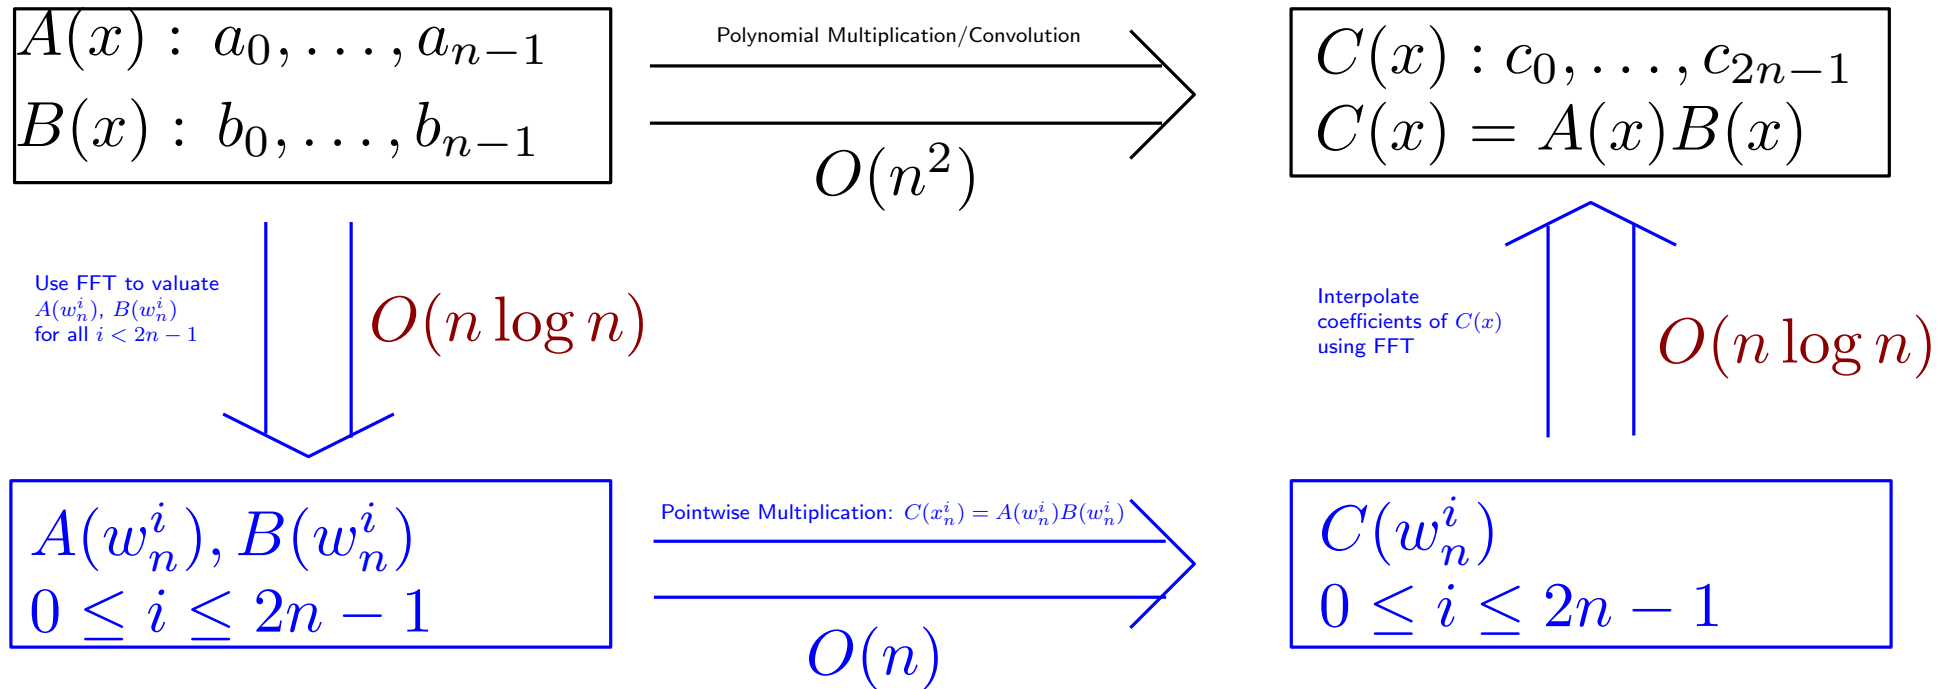 A(x) : a_0, . . . , a_{n−1}
B(x) : b_0, . . . , b_{n−1}
Polynomial Multiplication/Convolution
O(n^2)
C(x) : c_0, . . . , c_{2n−1}
C(x) = A(x)B(x)
Use FFT to valuate
A(w_n^i), B(w_n^i)
for all i < 2n − 1
O(n log n)
Interpolate
coefficients of C(x)
using FFT
O(n log n)
A(w_n^i), B(w_n^i)
0 ≤ i ≤ 2n − 1
Pointwise Multiplication: C(x_n^i) = A(w_n^i)B(w_n^i)
O(n)
C(w_n^i)
0 ≤ i ≤ 2n − 1